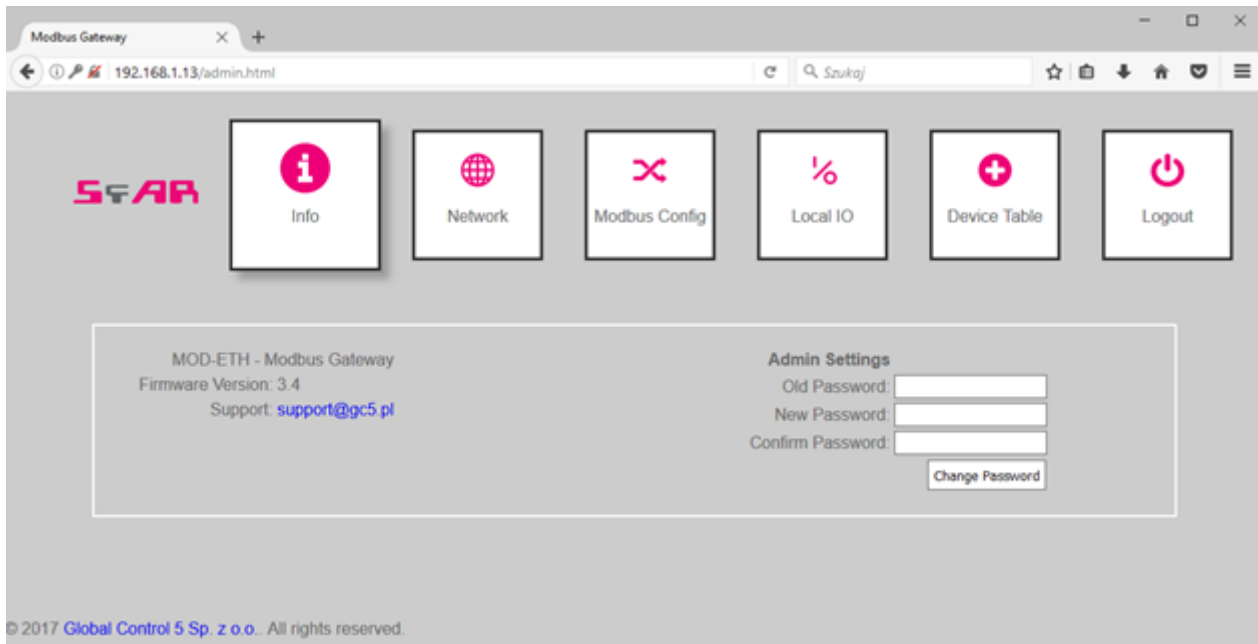 Modbus Gateway
192.168.1.13/admin.html
Szukaj
SfAR
Info
Network
Modbus Config
I/O
Local IO
Device Table
Logout
MOD-ETH - Modbus Gateway
Firmware Version: 3.4
Support: support@gc5.pl
Admin Settings
Old Password:
New Password:
Confirm Password:
Change Password
© 2017 Global Control 5 Sp. z o.o.. All rights reserved.